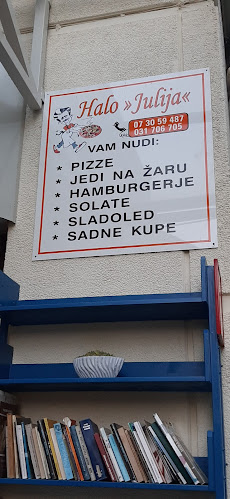 Halo »Julija«
07 30 59 487
031 706 705
VAM NUDI:
* PIZZE
* JEDI NA ŽARU
* HAMBURGERJE
* SOLATE
* SLADOLED
* SADNE KUPE